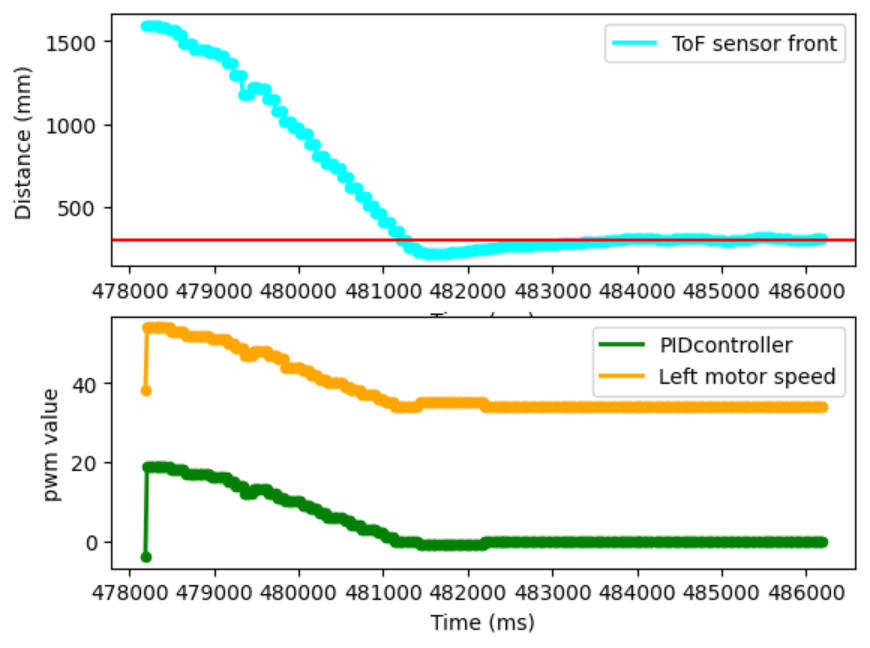 ToF sensor front
Distance (mm)
1500
1000
500
478000 479000 480000 481000 482000 483000 484000 485000 486000
PIDcontroller
Left motor speed
pwm value
40
20
0
478000 479000 480000 481000 482000 483000 484000 485000 486000
Time (ms)